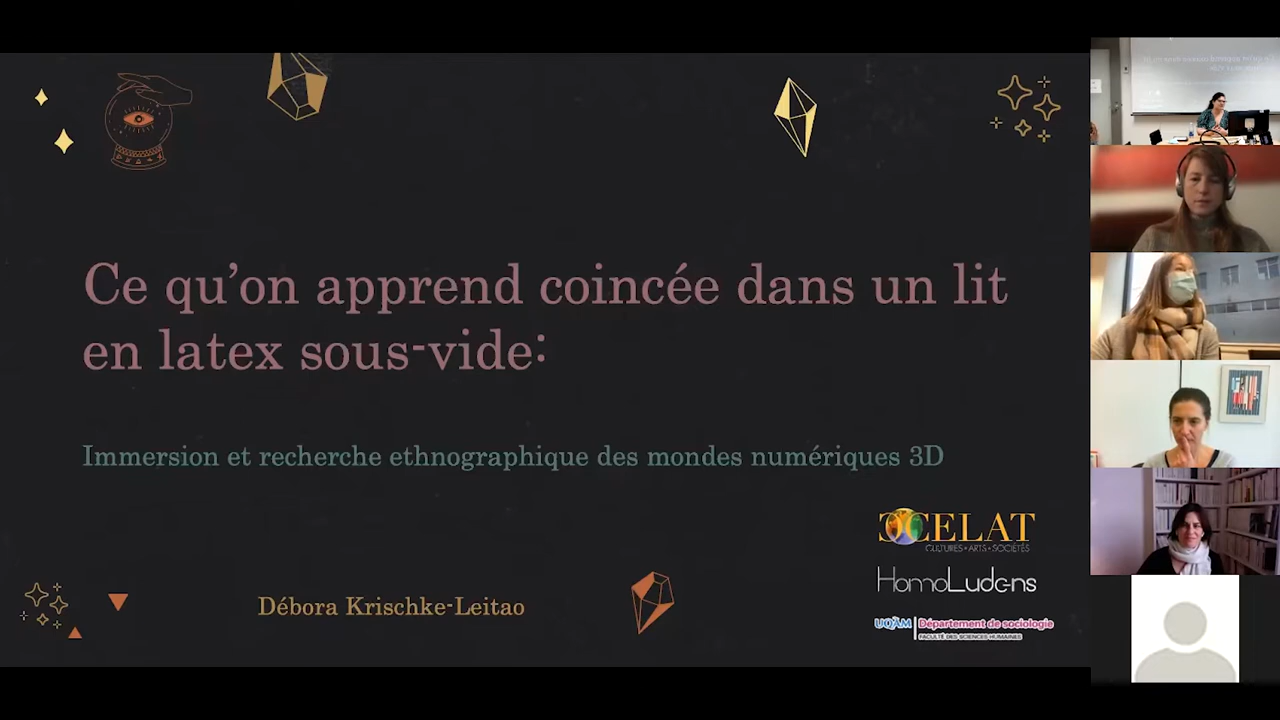 Ce qu’on apprend coincée dans un lit
en latex sous-vide:
Immersion et recherche ethnographique des mondes numériques 3D
Débora Krischke-Leitao
CELAT
CULTURES • ARTS • SOCIÉTÉS
HomoLudens
UQÀM Département de sociologie
FACULTÉ DES SCIENCES HUMAINES